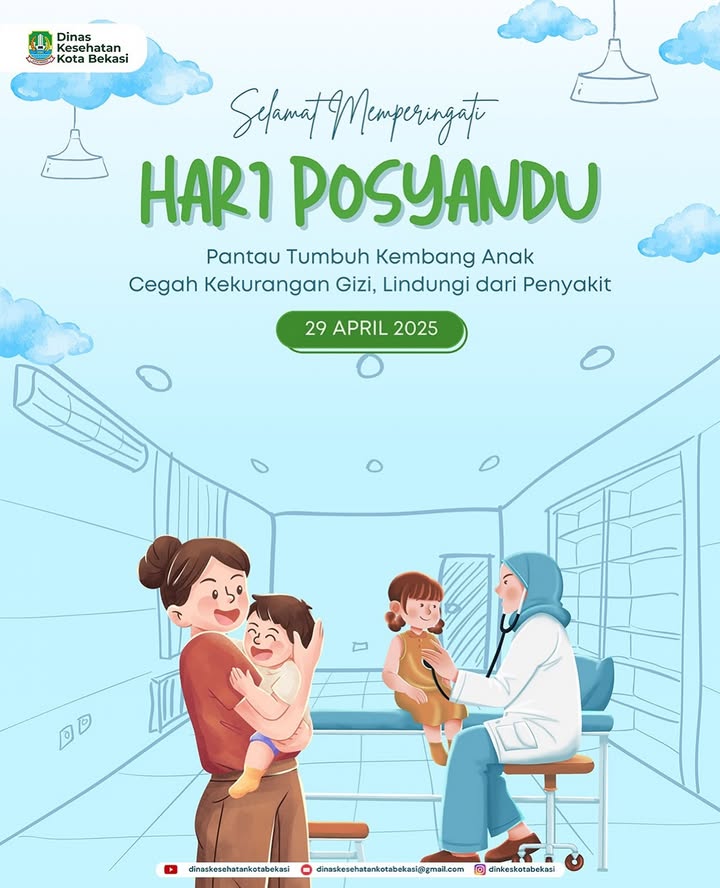 Dinas
Kesehatan
Kota Bekasi
Selamat Memperingati
HARI POSYANDU
Pantau Tumbuh Kembang Anak
Cegah Kekurangan Gizi, Lindungi dari Penyakit
29 APRIL 2025
dinaskesehatankotabekasi dinaskesehatankotabekasi@gmail.com dinkeskotabekasi